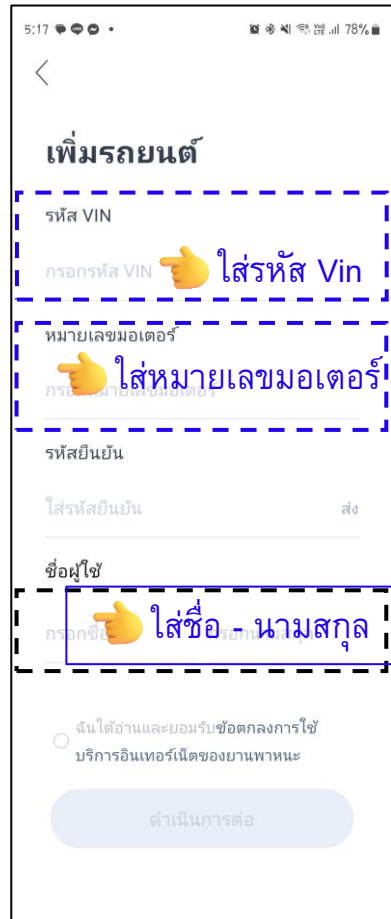 5:17
78%
เพิ่มรถยนต์
รหัส VIN
กรอกรหัส VIN
ใส่รหัส Vin
หมายเลขมอเตอร์
ใส่หมายเลขมอเตอร์
รหัสยืนยัน
ใส่รหัสยืนยัน ส่ง
ชื่อผู้ใช้
ใส่ชื่อ - นามสกุล
ฉันได้อ่านและยอมรับข้อตกลงการใช้
บริการอินเทอร์เน็ตของยานพาหนะ
ดำเนินการต่อ